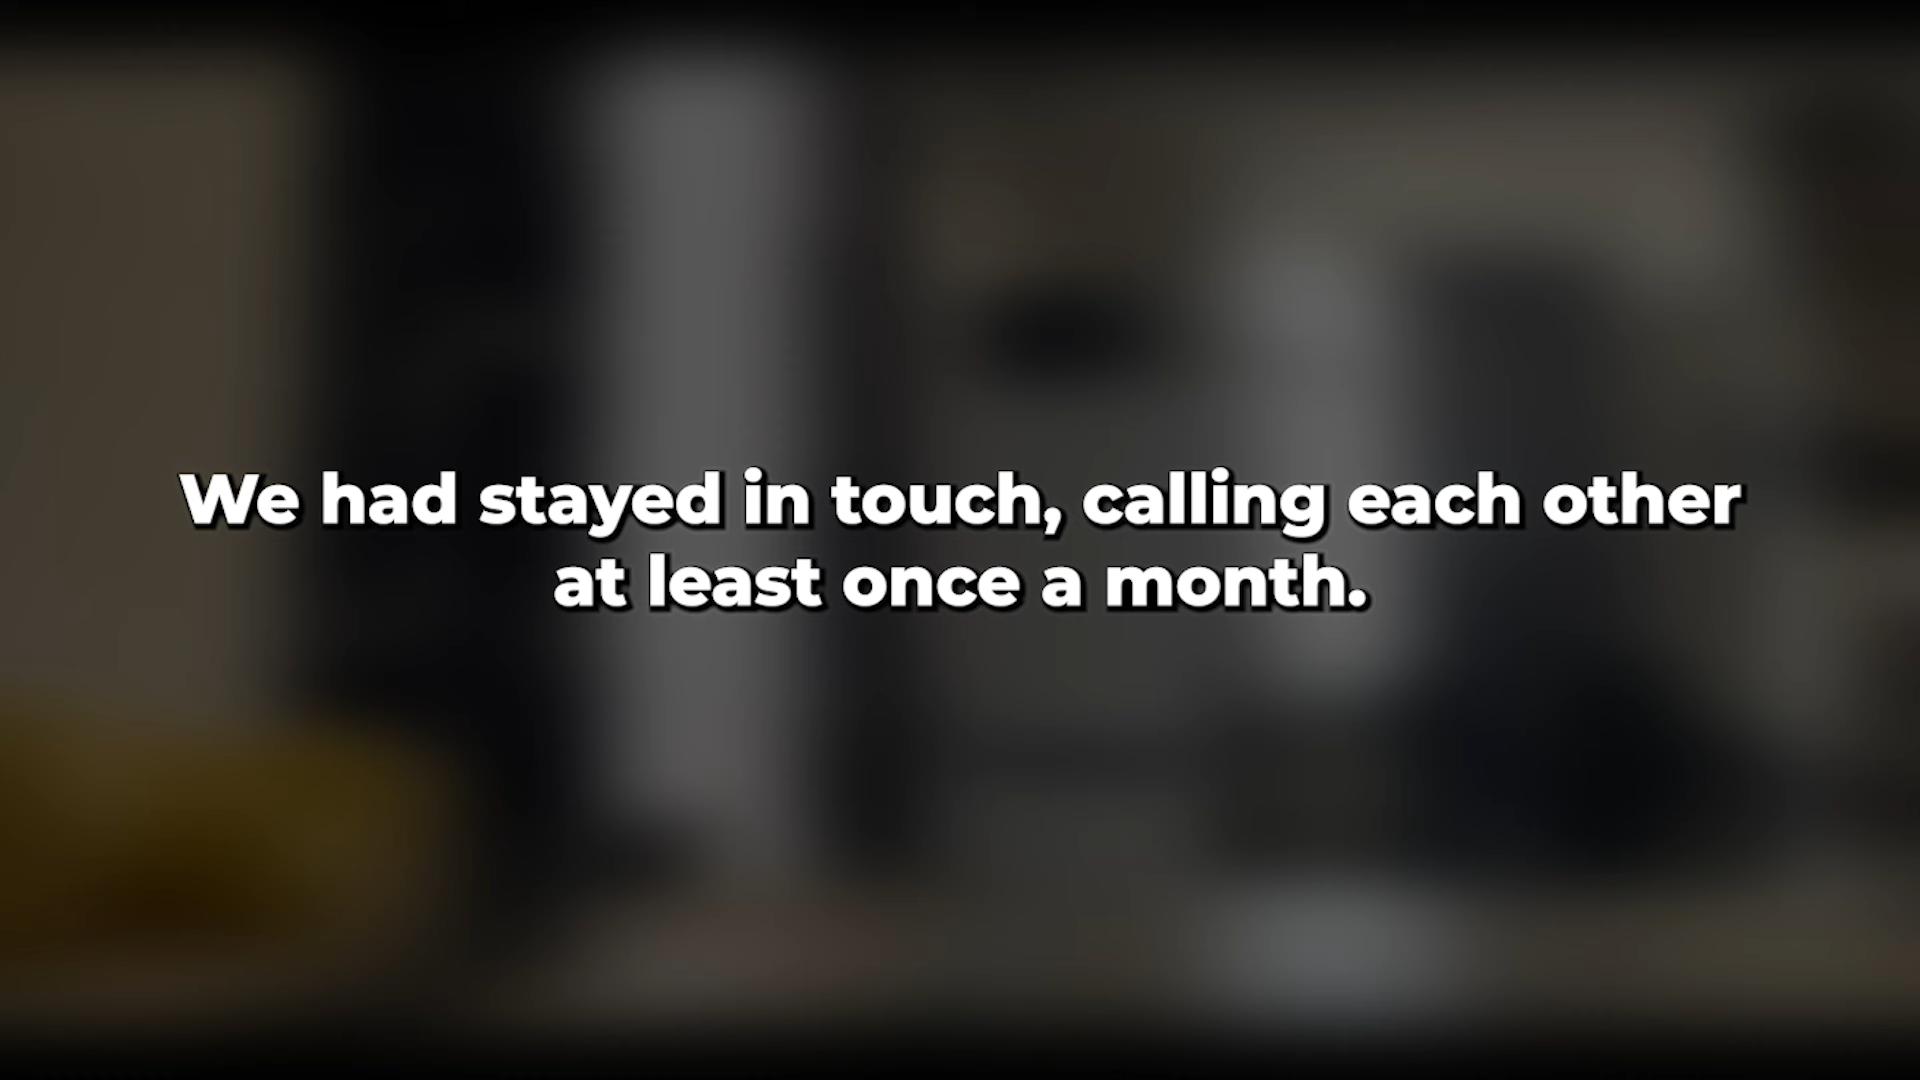 We had stayed in touch, calling each other
at least once a month.